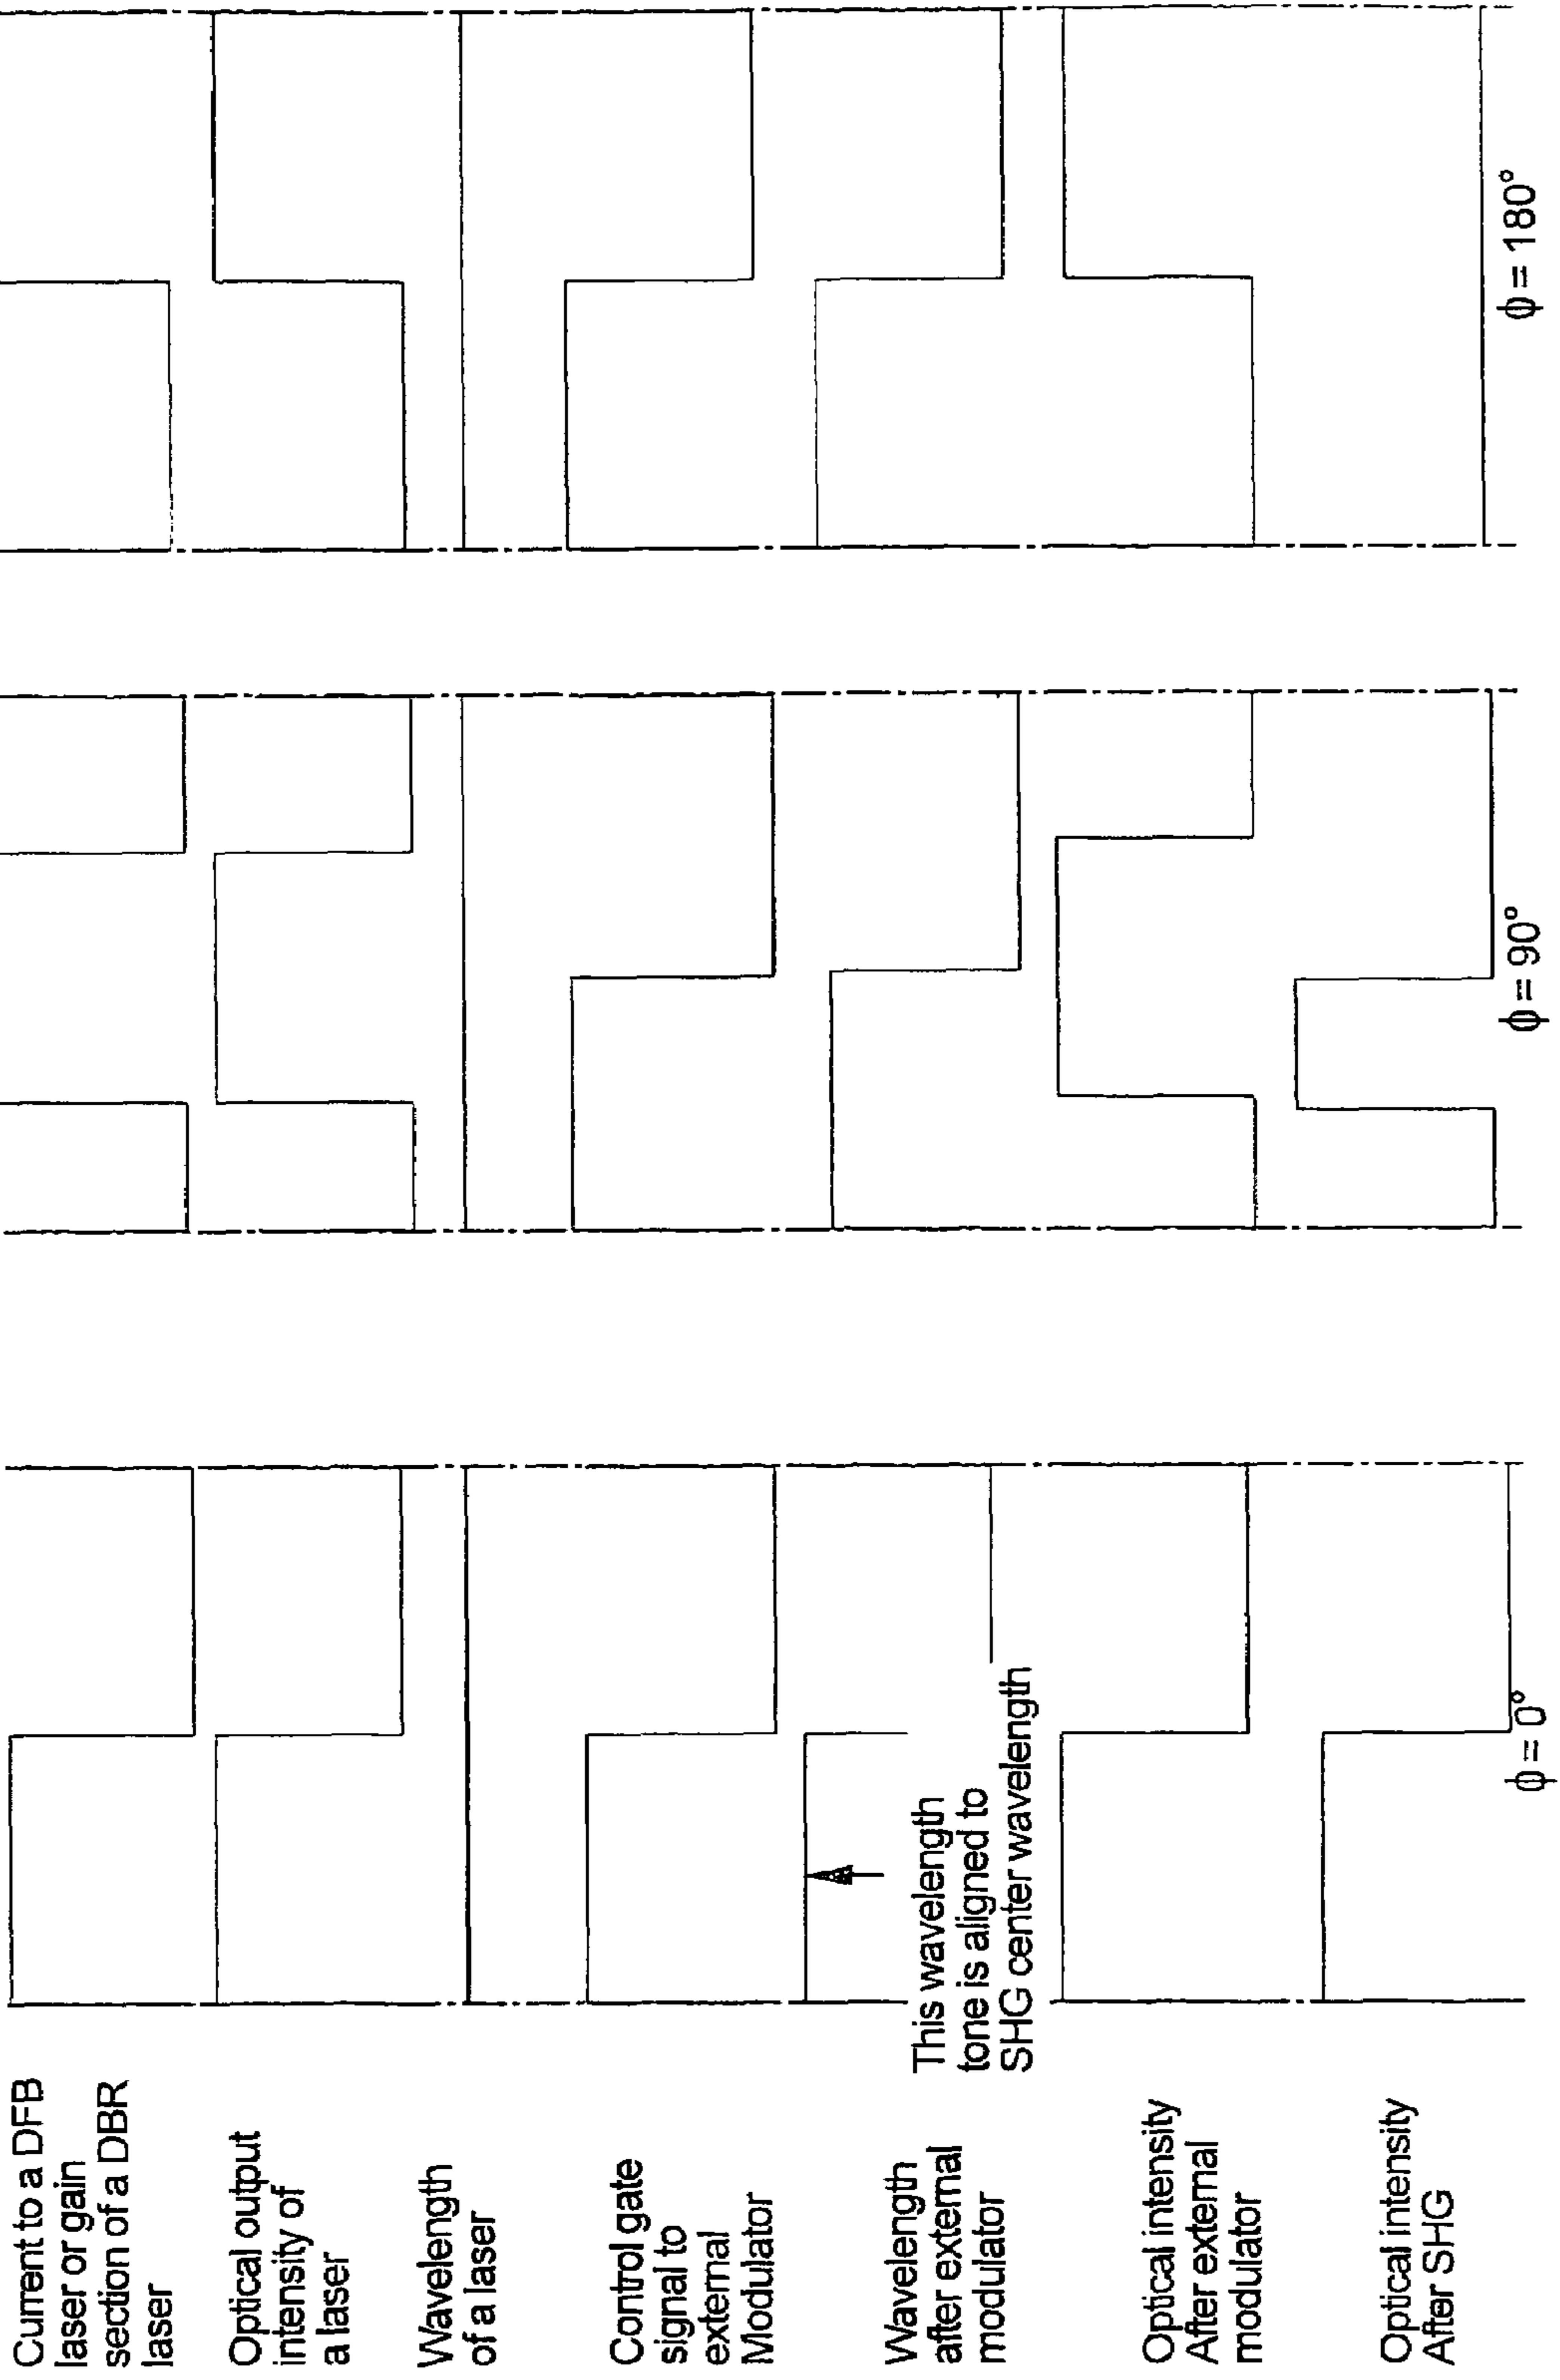 Current to a DFB
laser or gain
section of a DBR
laser
Optical output
intensity of
a laser
Wavelength
of a laser
Control gate
signal to
external
Modulator
Wavelength
after external
modulator
This wavelength
tone is aligned to
SHG center wavelength
Optical intensity
After external
modulator
Optical intensity
After SHG
ϕ = 0°
ϕ = 90°
ϕ = 180°